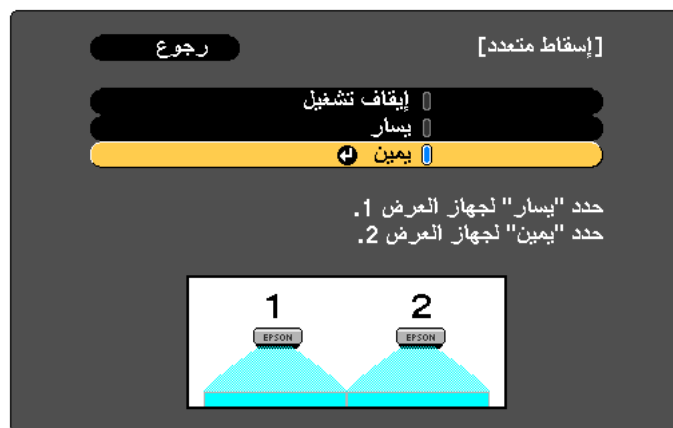 [إسقاط متعدد]
رجوع
إيقاف تشغيل
يسار
يمين
حدد "يسار" لجهاز العرض 1.
حدد "يمين" لجهاز العرض 2.
1 2
EPSON EPSON